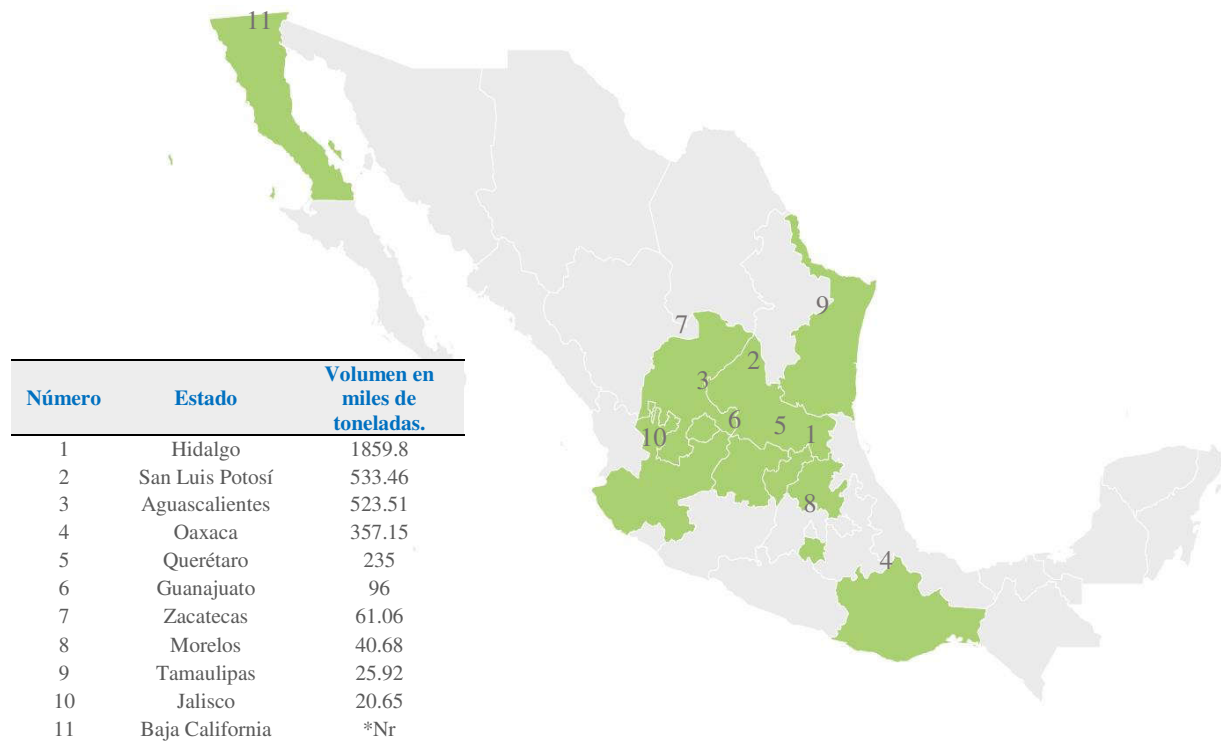 11
9
7
2
3
6
5
1
10
8
4
Número Estado Volumen en miles de toneladas.
1 Hidalgo 1859.8
2 San Luis Potosí 533.46
3 Aguascalientes 523.51
4 Oaxaca 357.15
5 Querétaro 235
6 Guanajuato 96
7 Zacatecas 61.06
8 Morelos 40.68
9 Tamaulipas 25.92
10 Jalisco 20.65
11 Baja California *Nr